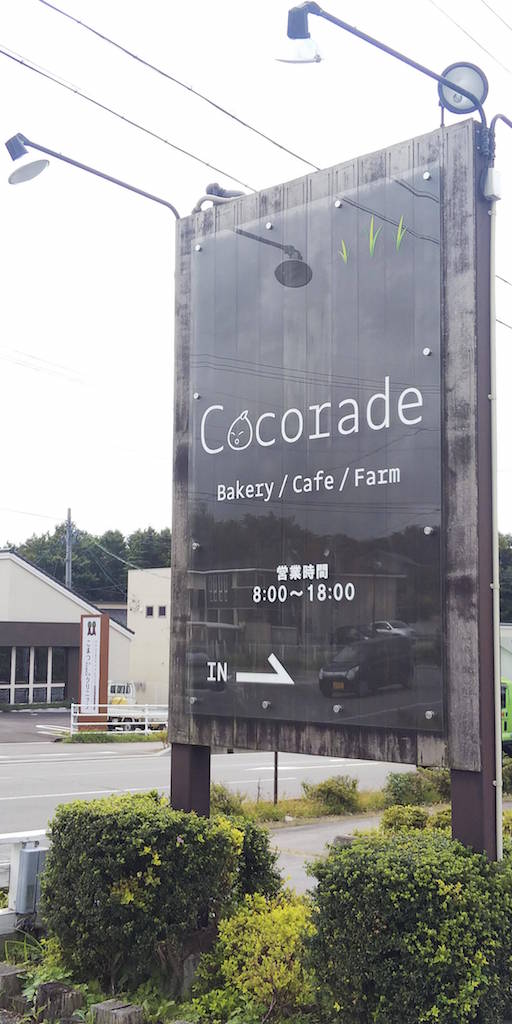 Cocorade
Bakery / Cafe / Farm
営業時間
8:00～18:00
IN